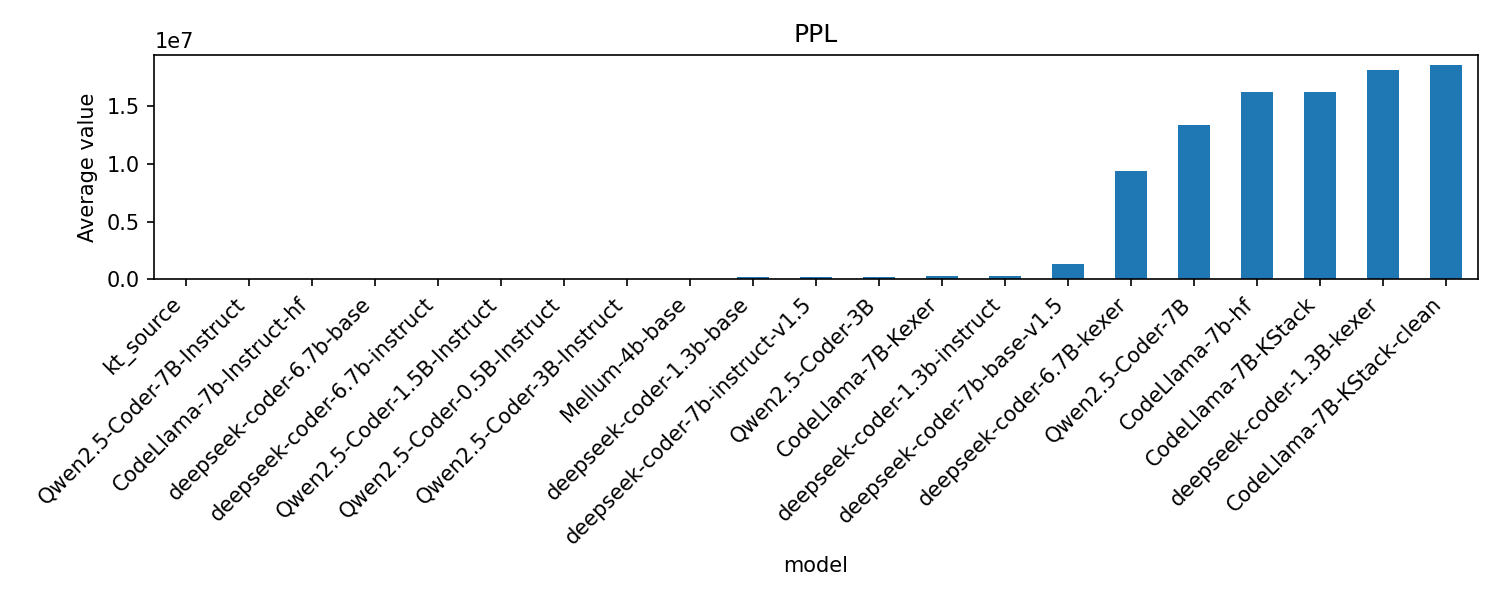 PPL
1e7
Average value
1.5
1.0
0.5
0.0
kt_source
Qwen2.5-Coder-7B-Instruct
CodeLlama-7b-Instruct-hf
deepseek-coder-6.7b-base
deepseek-coder-6.7b-instruct
Qwen2.5-Coder-1.5B-Instruct
Qwen2.5-Coder-0.5B-Instruct
Qwen2.5-Coder-3B-Instruct
Mellum-4b-base
deepseek-coder-1.3b-base
deepseek-coder-7b-instruct-v1.5
Qwen2.5-Coder-3B
CodeLlama-7B-Kexer
deepseek-coder-1.3b-instruct
deepseek-coder-7b-base-v1.5
deepseek-coder-6.7B-kexer
Qwen2.5-Coder-7B
CodeLlama-7b-hf
CodeLlama-7B-KStack
deepseek-coder-1.3B-kexer
CodeLlama-7B-KStack-clean
model